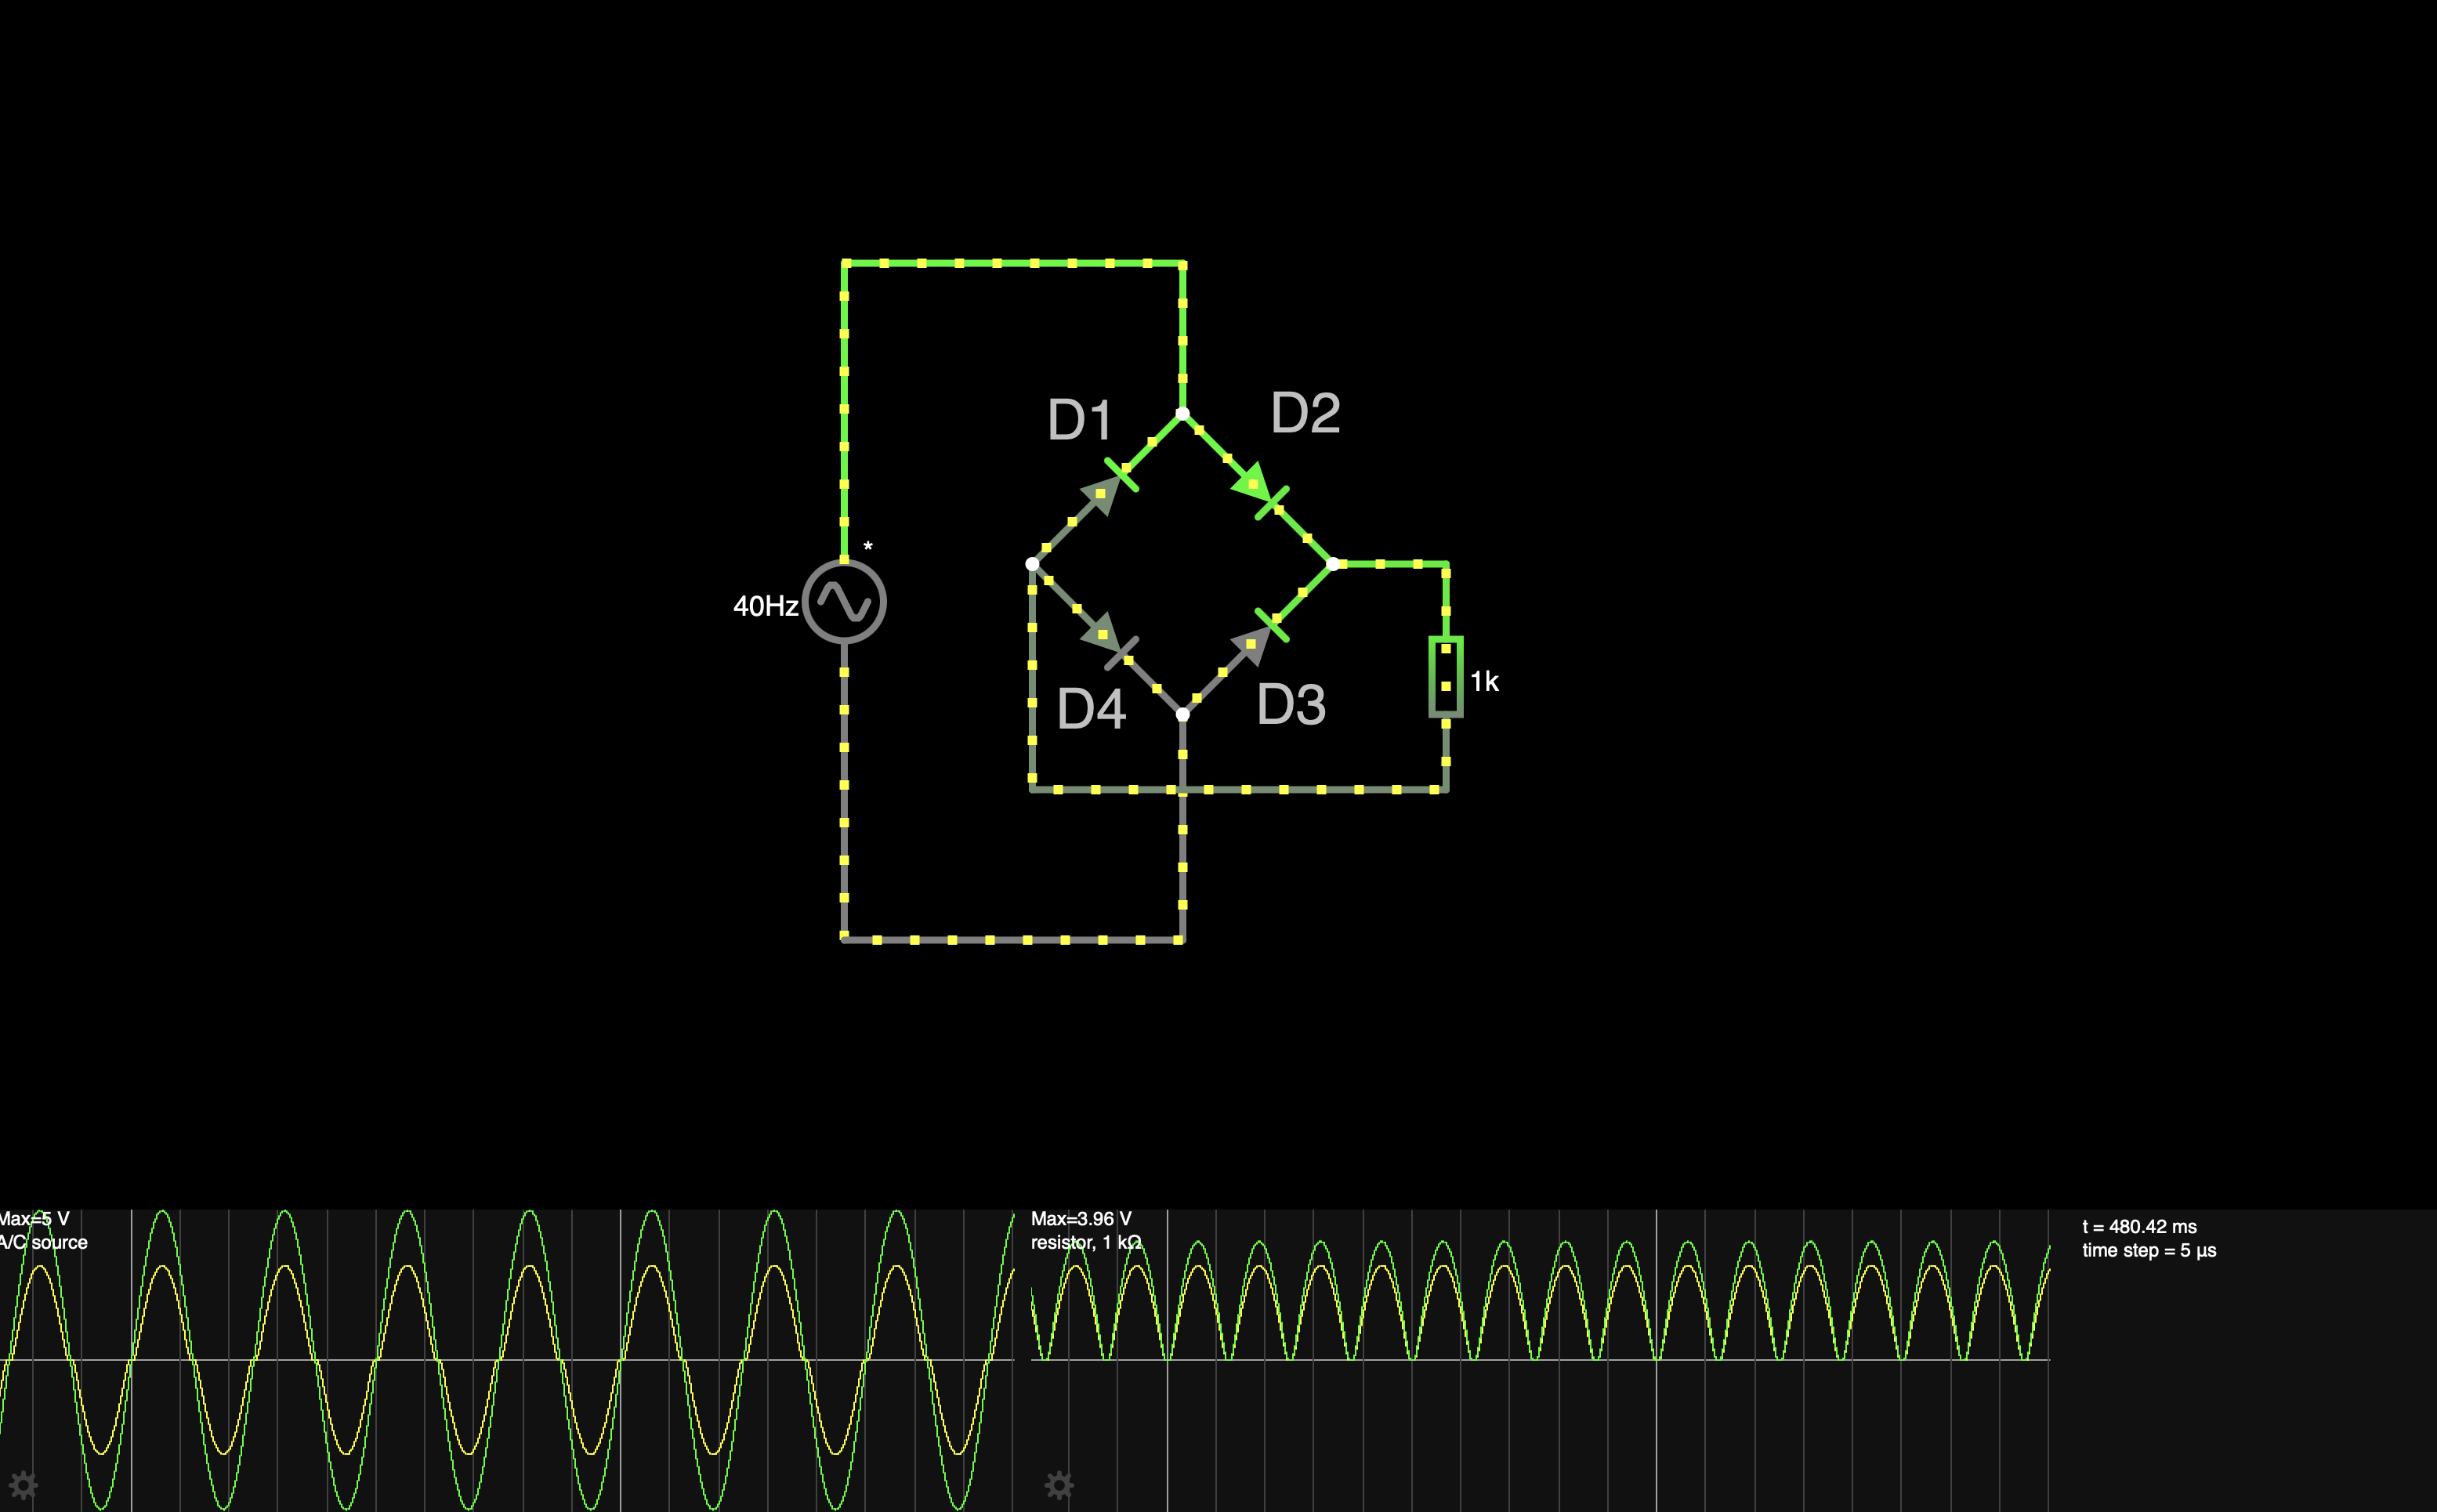 D1
D2
*
40Hz
1k
D4
D3
Max=5 V
A/C source
Max=3.96 V
resistor, 1 kΩ
t = 480.42 ms
time step = 5 µs